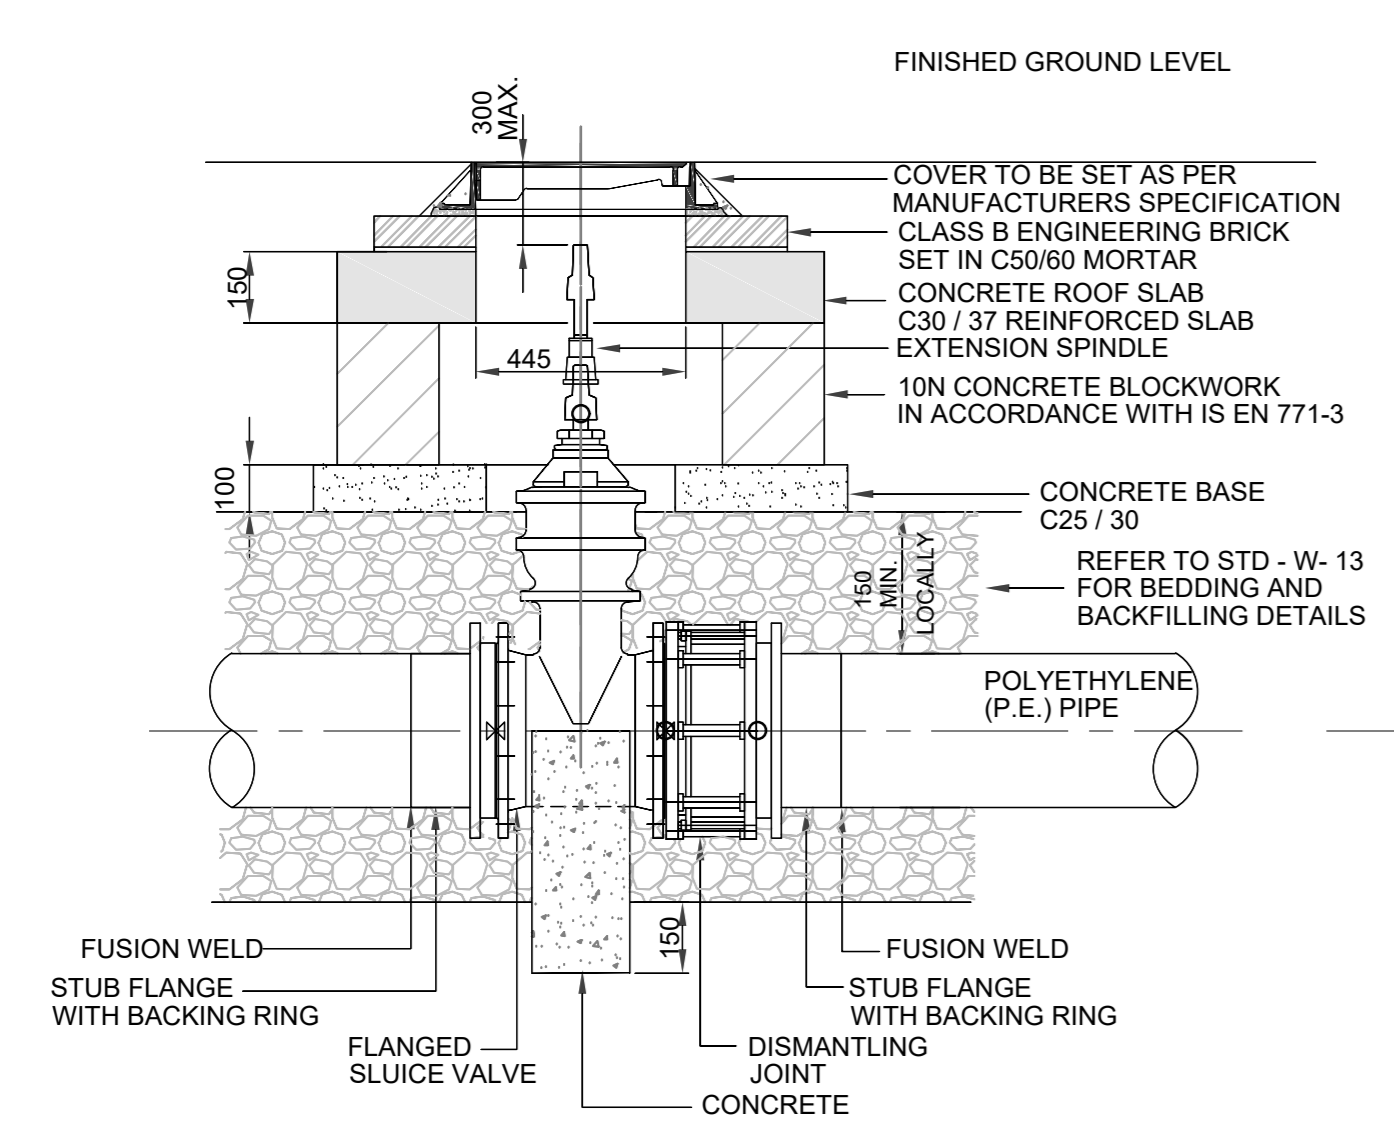 FINISHED GROUND LEVEL
300
MAX.
COVER TO BE SET AS PER
MANUFACTURERS SPECIFICATION
CLASS B ENGINEERING BRICK
SET IN C50/60 MORTAR
150
CONCRETE ROOF SLAB
C30 / 37 REINFORCED SLAB
EXTENSION SPINDLE
445
10N CONCRETE BLOCKWORK
IN ACCORDANCE WITH IS EN 771-3
100
CONCRETE BASE
C25 / 30
150
MIN.
LOCALLY
REFER TO STD - W- 13
FOR BEDDING AND
BACKFILLING DETAILS
POLYETHYLENE
(P.E.) PIPE
150
FUSION WELD
STUB FLANGE
WITH BACKING RING
FLANGED
SLUICE VALVE
FUSION WELD
STUB FLANGE
WITH BACKING RING
DISMANTLING
JOINT
CONCRETE